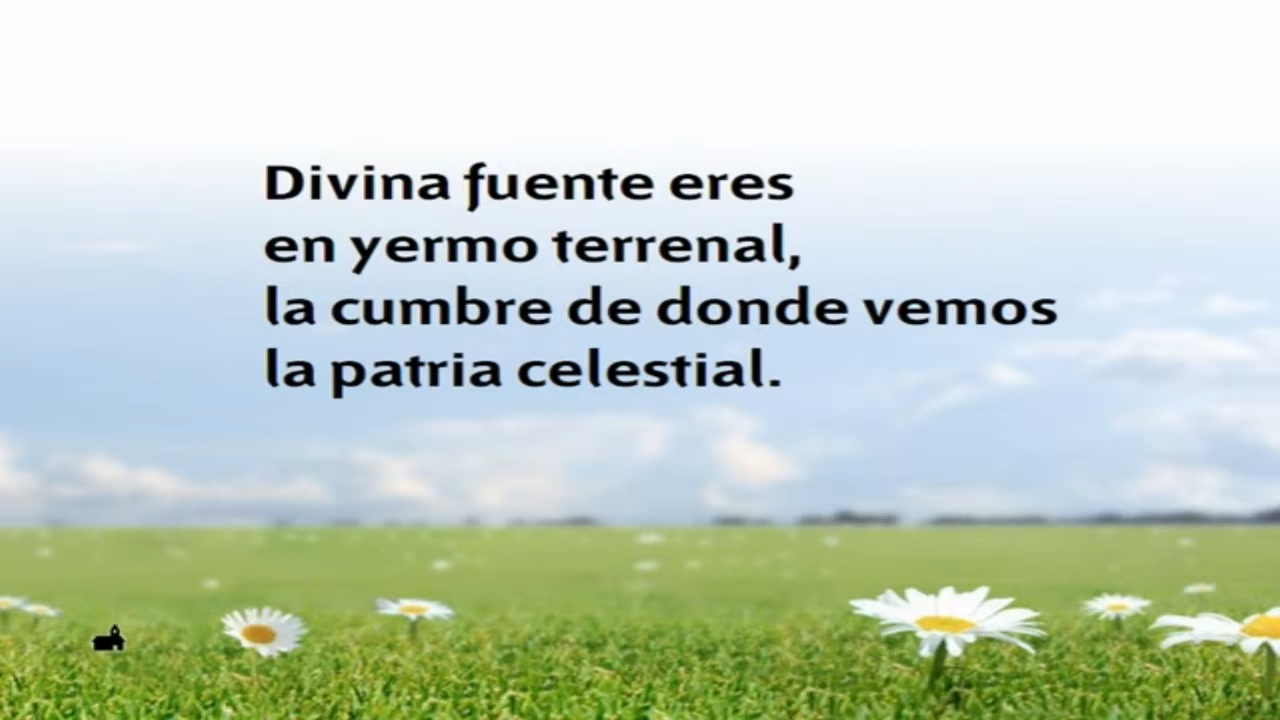 Divina fuente eres
en yermo terrenal,
la cumbre de donde vemos
la patria celestial.